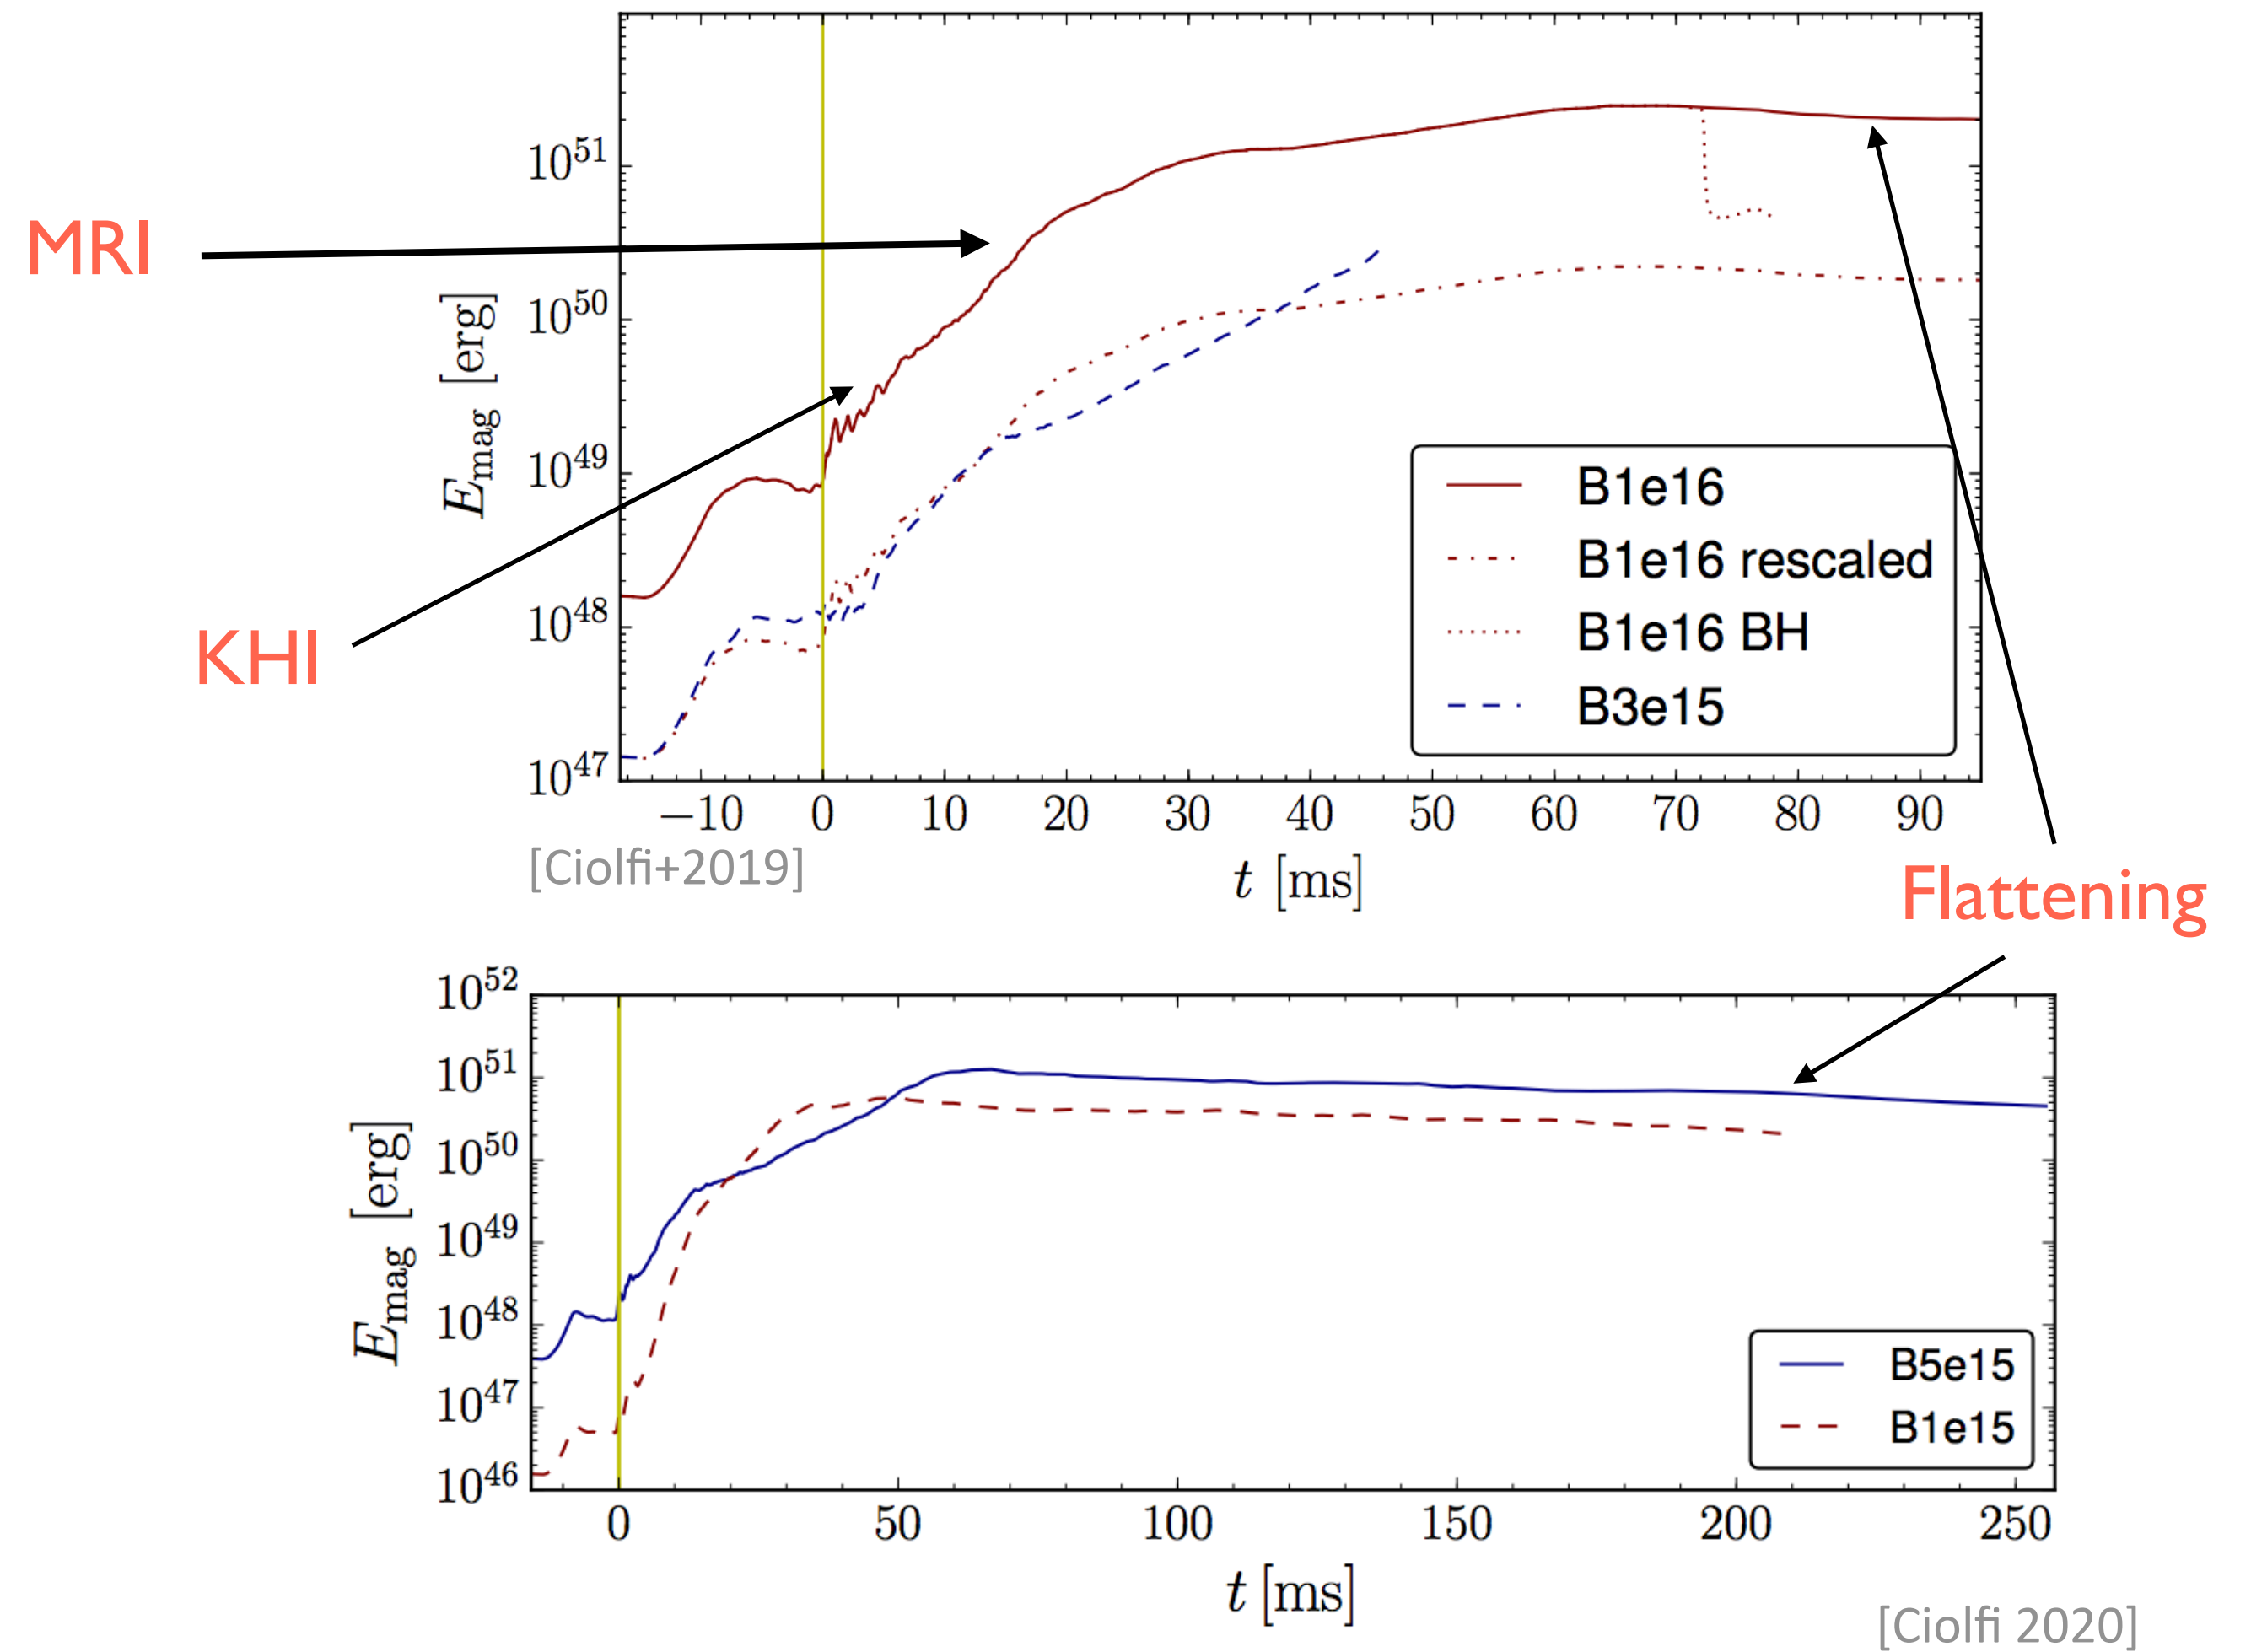 10^51
10^50
10^49
10^48
10^47
E_mag [erg]
MRI
KHI
B1e16
B1e16 rescaled
B1e16 BH
B3e15
−10 0 10 20 30 40 50 60 70 80 90
[Ciolfi+2019]
t [ms]
Flattening
10^52
10^51
10^50
10^49
10^48
10^47
10^46
E_mag [erg]
B5e15
B1e15
0 50 100 150 200 250
t [ms]
[Ciolfi 2020]